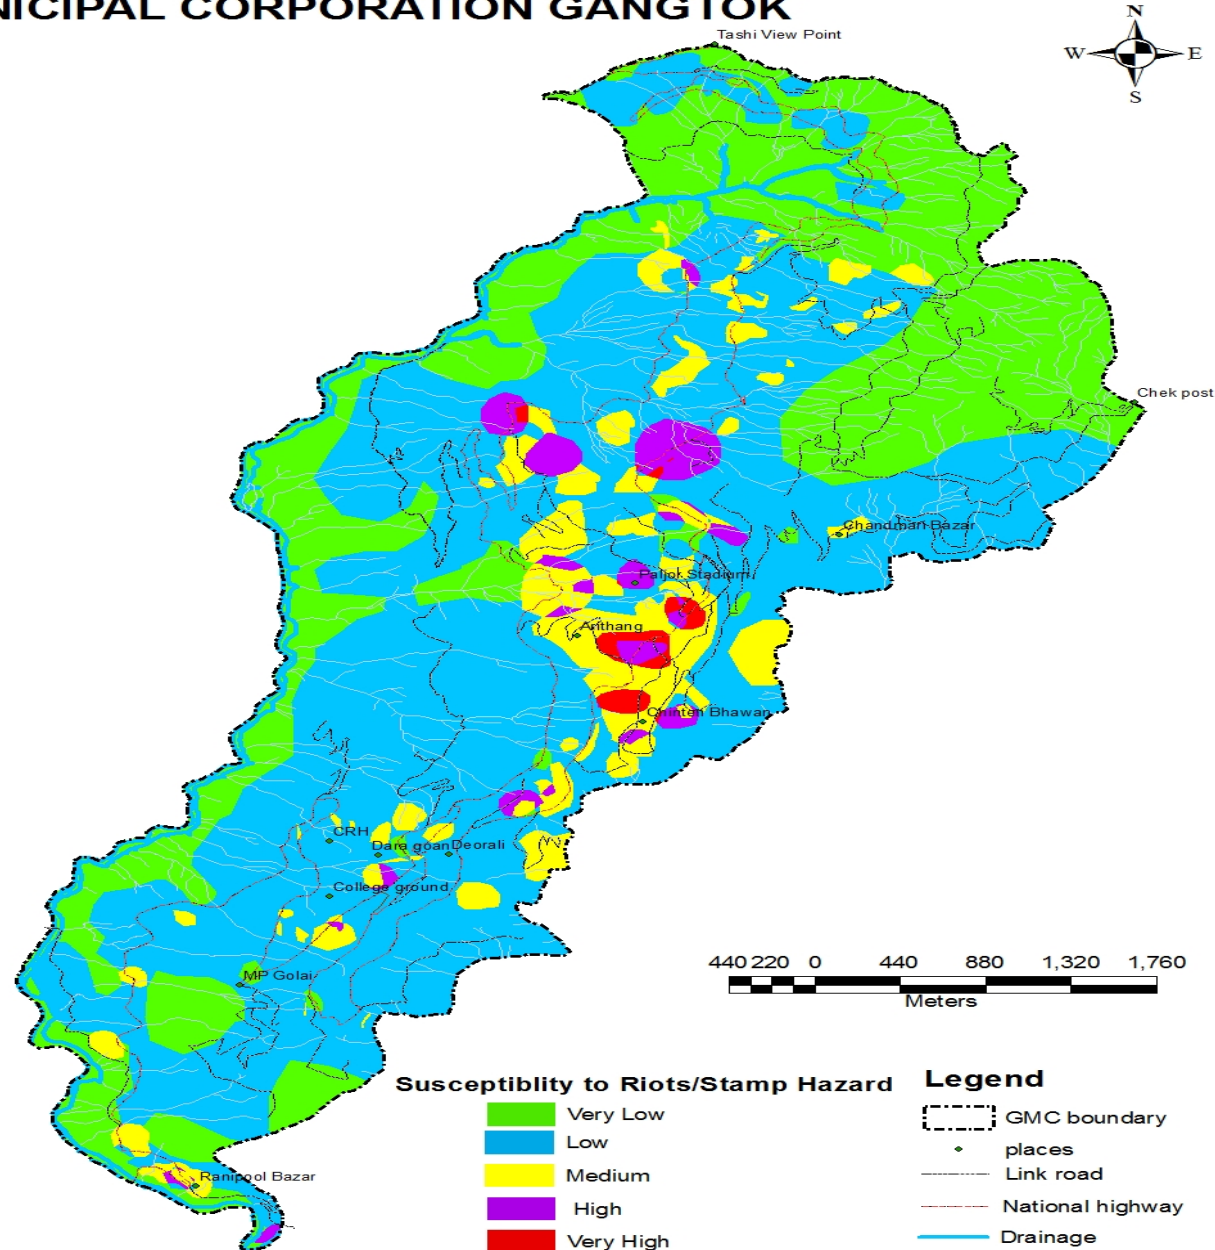 NICIPAL CORPORATION GANGTOK
Tashi View Point
N
W E
S
Chek post
Chandmari Bazar
Paljor Stadium
Arithang
Chinten Bhawan
CRH
Dara goan Deorali
College ground
MP Golai
Ranipool Bazar
440 220 0 440 880 1,320 1,760
Meters
Susceptiblity to Riots/Stamp Hazard
Very Low
Low
Medium
High
Very High
Legend
GMC boundary
places
Link road
National highway
Drainage